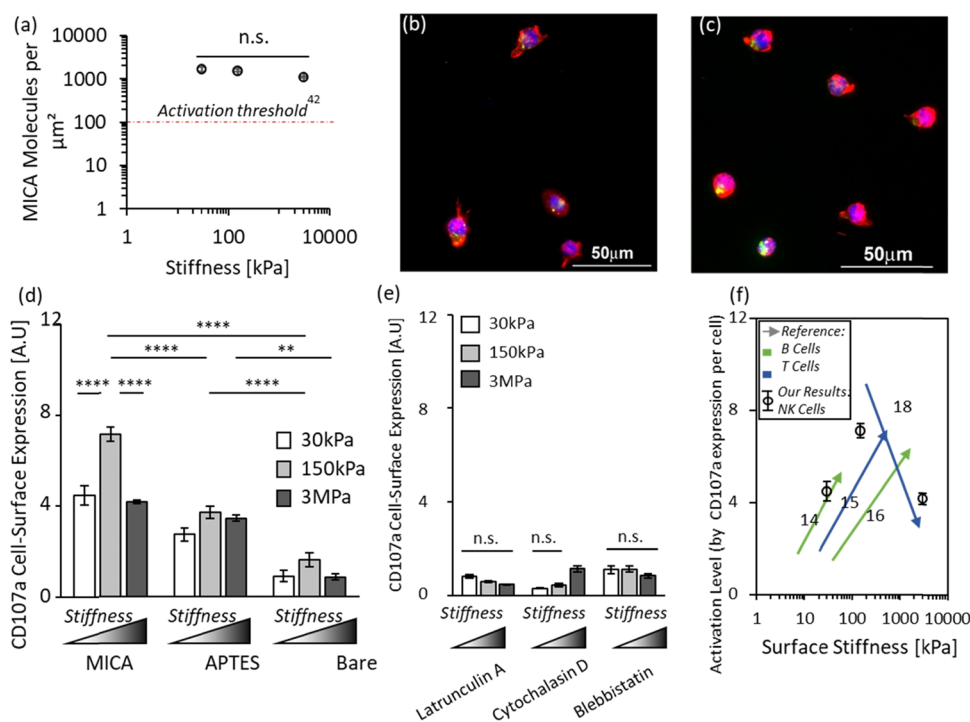 (a)
10000
1000
100
10
1
MICA Molecules per
µm²
n.s.
Activation threshold42
1
100
10000
Stiffness [kPa]
(b)
50µm
(c)
50µm
(d)
CD107a Cell-Surface Expression [A.U]
12
8
4
0
****
****
**
****
****
****
30kPa
150kPa
3MPa
Stiffness
Stiffness
Stiffness
MICA
APTES
Bare
(e)
CD107a Cell-Surface Expression [A.U]
12
8
4
0
30kPa
150kPa
3MPa
n.s.
n.s.
n.s.
Stiffness
Stiffness
Stiffness
Latrunculin A
Cytochalasin D
Blebbistatin
(f)
Activation Level (by CD107a expression per cell)
12
8
4
0
Reference:
B Cells
T Cells
Our Results:
NK Cells
18
14
15
16
1
10
100
1000
10000
Surface Stiffness [kPa]